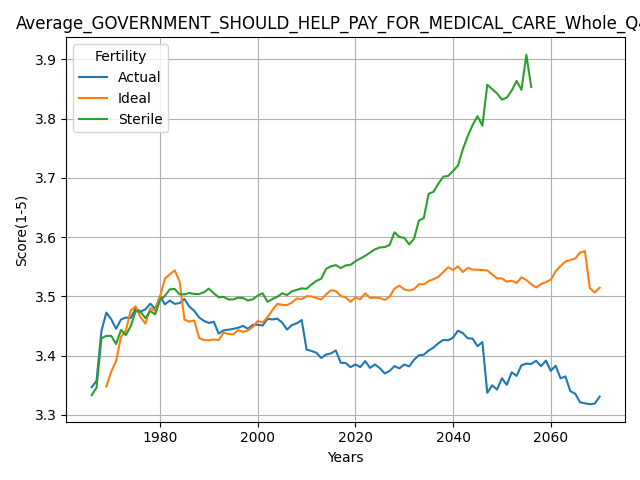 Average_GOVERNMENT_SHOULD_HELP_PAY_FOR_MEDICAL_CARE_Whole_Q4
Fertility
Actual
Ideal
Sterile
Score(1-5)
3.9
3.8
3.7
3.6
3.5
3.4
3.3
1980
2000
2020
2040
2060
Years